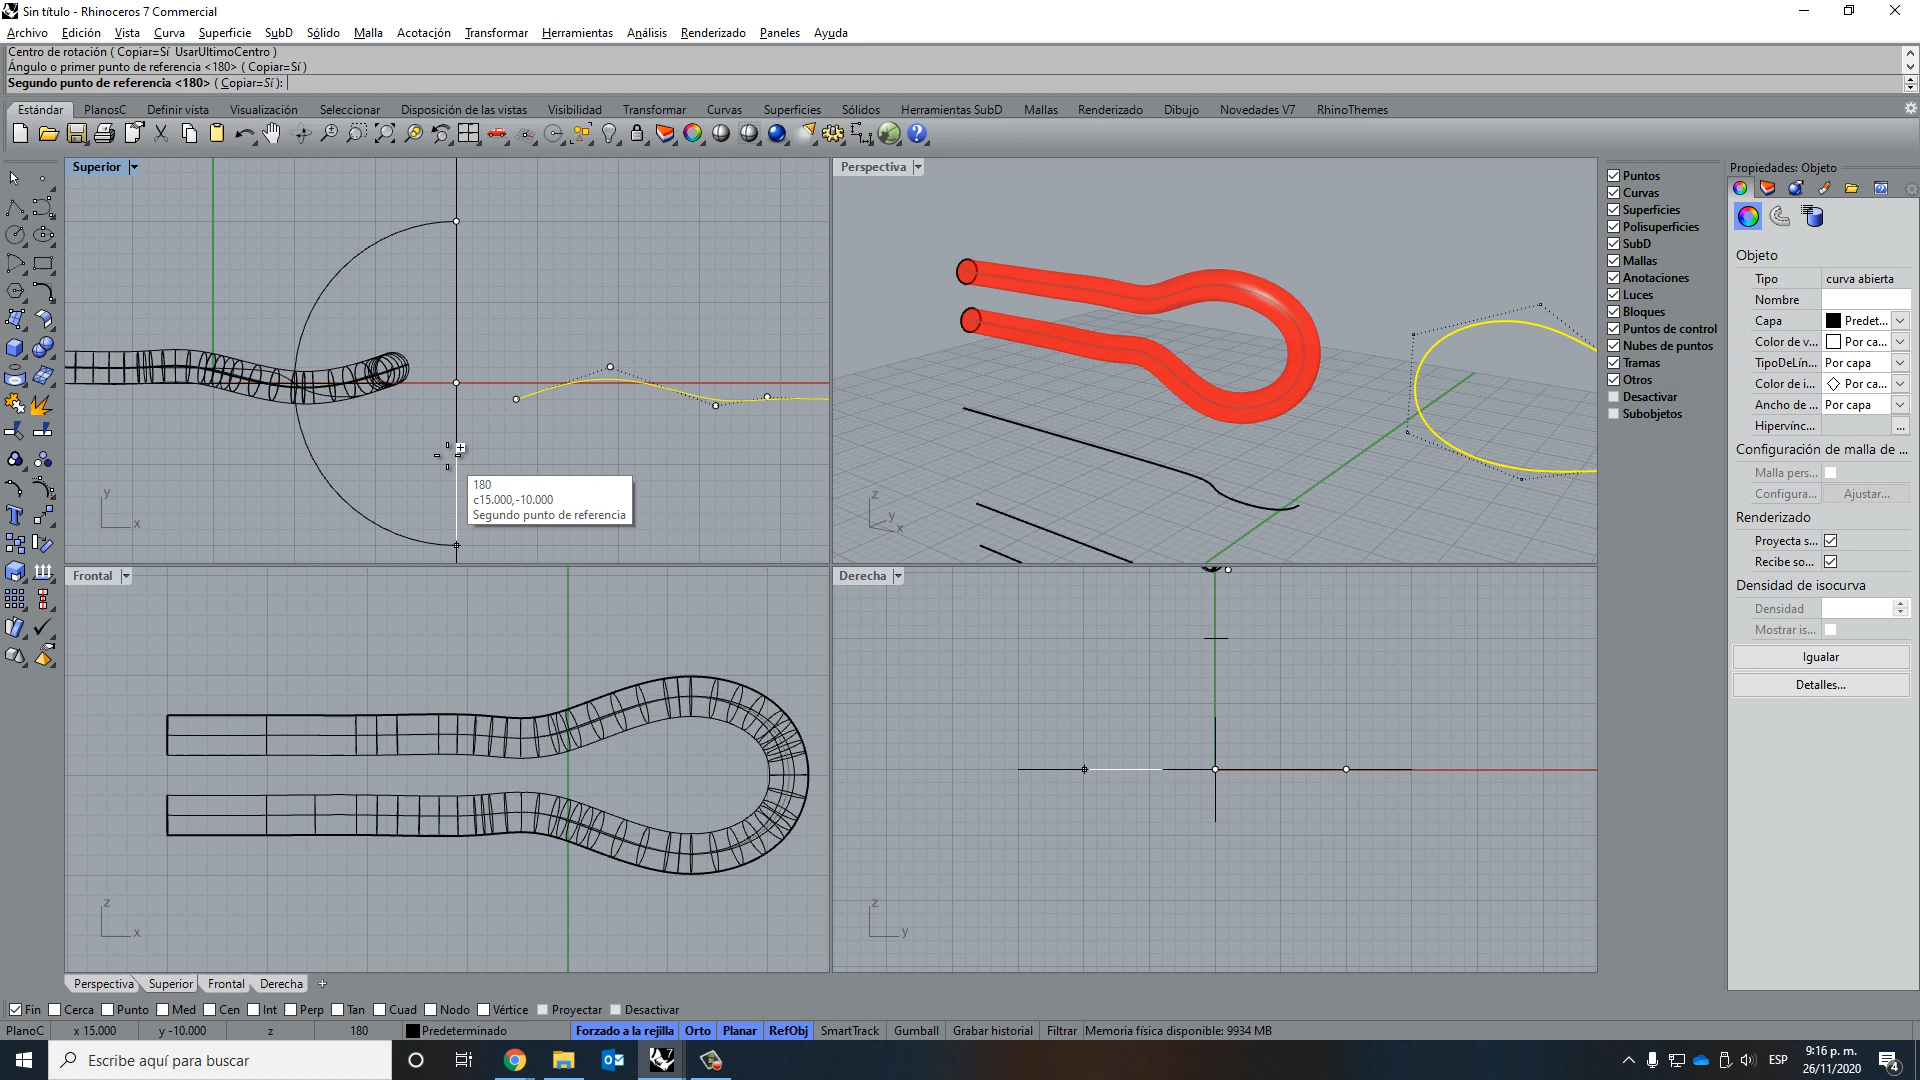 Sin título - Rhinoceros 7 Commercial
Archivo Edición Vista Curva Superficie SubD Sólido Malla Acotación Transformar Herramientas Análisis Renderizado Paneles Ayuda
Centro de rotación ( Copiar=Sí UsarUltimoCentro )
Ángulo o primer punto de referencia <180> ( Copiar=Sí )
Segundo punto de referencia <180> ( Copiar=Sí ):
Estándar PlanosC Definir vista Visualización Seleccionar Disposición de las vistas Visibilidad Transformar Curvas Superficies Sólidos Herramientas SubD Mallas Renderizado Dibujo Novedades V7 RhinoThemes
Superior
180
c15.000,-10.000
Segundo punto de referencia
y
x
Perspectiva
z
y
x
Frontal
z
x
Derecha
z
y
Puntos
Curvas
Superficies
Polisuperficies
SubD
Mallas
Anotaciones
Luces
Bloques
Puntos de control
Nubes de puntos
Tramas
Otros
Desactivar
Subobjetos
Propiedades: Objeto
Objeto
Tipo curva abierta
Nombre
Capa Predet...
Color de v... Por ca...
TipoDeLín... Por capa
Color de i... Por ca...
Ancho de ... Por capa
Hipervínc... ...
Configuración de malla de ...
Malla pers...
Configura... Ajustar...
Renderizado
Proyecta s...
Recibe so...
Densidad de isocurva
Densidad
Mostrar is...
Igualar
Detalles...
Perspectiva Superior Frontal Derecha
Fin Cerca Punto Med Cen Int Perp Tan Cuad Nodo Vértice Proyectar Desactivar
PlanoC x 15.000 y -10.000 z 180 Predeterminado Forzado a la rejilla Orto Planar RefObj SmartTrack Gumball Grabar historial Filtrar Memoria física disponible: 9934 MB
Escribe aquí para buscar
ESP
9:16 p. m.
26/11/2020
4